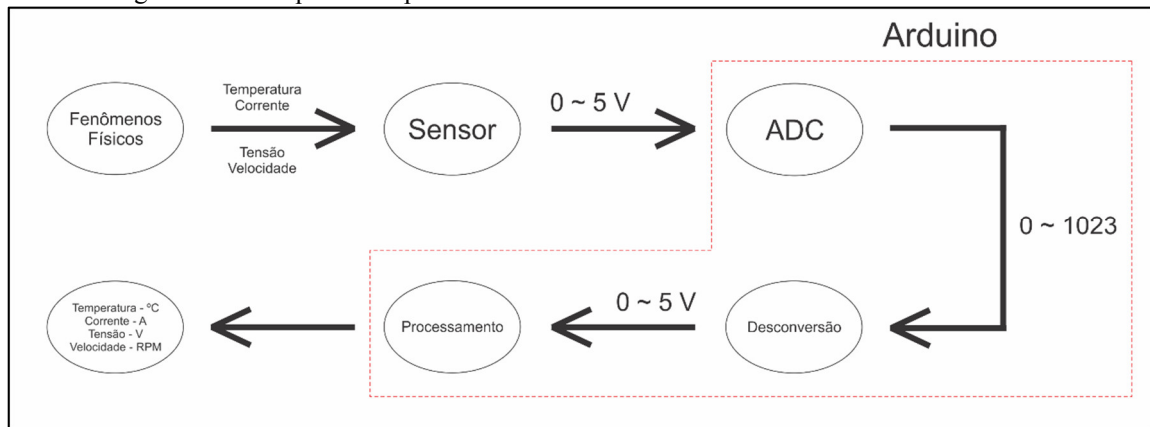 Arduino
Fenômenos
Físicos
Temperatura
Corrente
Tensão
Velocidade
Sensor
0 ~ 5 V
ADC
0 ~ 1023
Desconversão
0 ~ 5 V
Processamento
Temperatura - ºC
Corrente - A
Tensão - V
Velocidade - RPM